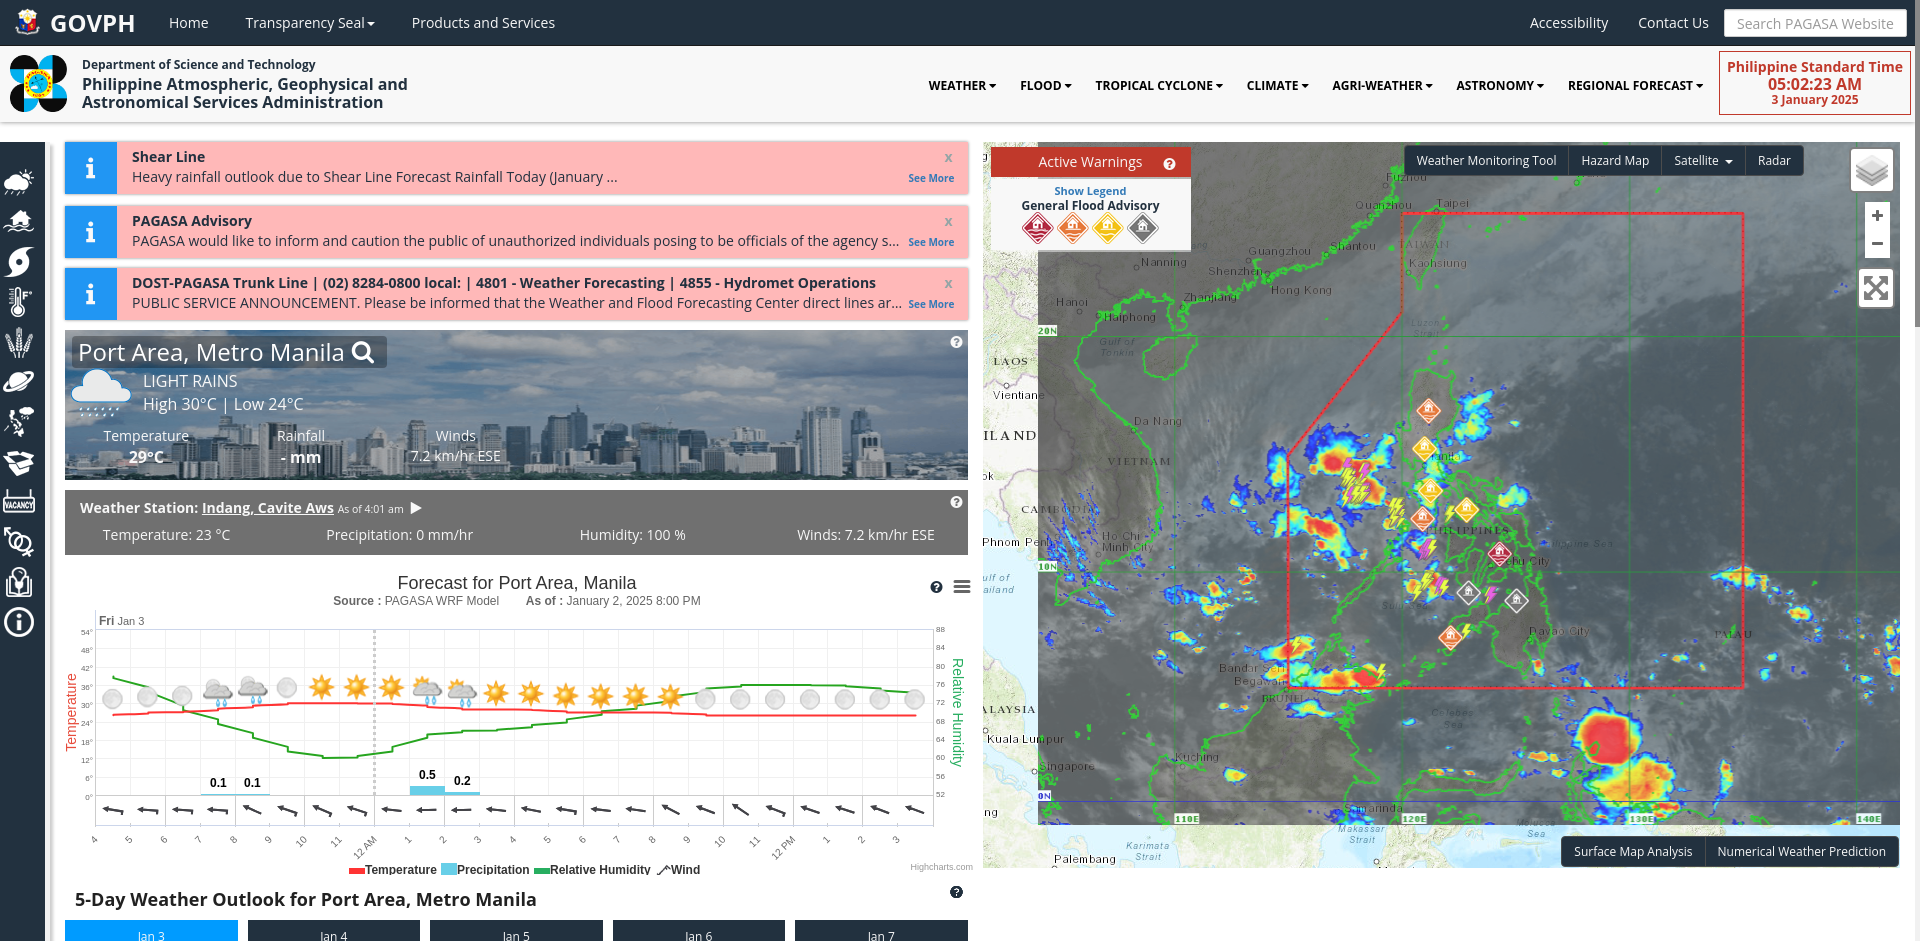 GOVPH
Home
Transparency Seal
Products and Services
Accessibility
Contact Us
Search PAGASA Website
Department of Science and Technology
Philippine Atmospheric, Geophysical and
Astronomical Services Administration
WEATHER
FLOOD
TROPICAL CYCLONE
CLIMATE
AGRI-WEATHER
ASTRONOMY
REGIONAL FORECAST
Philippine Standard Time
05:02:23 AM
3 January 2025
Shear Line
x
Heavy rainfall outlook due to Shear Line Forecast Rainfall Today (January ...
See More
PAGASA Advisory
x
PAGASA would like to inform and caution the public of unauthorized individuals posing to be officials of the agency s...
See More
DOST-PAGASA Trunk Line | (02) 8284-0800 local: | 4801 - Weather Forecasting | 4855 - Hydromet Operations
x
PUBLIC SERVICE ANNOUNCEMENT. Please be informed that the Weather and Flood Forecasting Center direct lines ar...
See More
Port Area, Metro Manila
LIGHT RAINS
High 30°C | Low 24°C
Temperature
29°C
Rainfall
- mm
Winds
7.2 km/hr ESE
VACANCY
Weather Station: Indang, Cavite Aws As of 4:01 am
Temperature: 23 °C
Precipitation: 0 mm/hr
Humidity: 100 %
Winds: 7.2 km/hr ESE
Forecast for Port Area, Manila
Source : PAGASA WRF Model
As of : January 2, 2025 8:00 PM
Fri Jan 3
54°
48°
42°
36°
30°
24°
18°
12°
6°
0°
Temperature
88
84
80
76
72
68
64
60
56
52
Relative Humidity
0.1
0.1
0.5
0.2
4
5
6
7
8
9
10
11
12 AM
1
2
3
4
5
6
7
8
9
10
11
12 PM
1
2
3
Temperature
Precipitation
Relative Humidity
Wind
Highcharts.com
5-Day Weather Outlook for Port Area, Metro Manila
Jan 3
Jan 4
Jan 5
Jan 6
Jan 7
Active Warnings
Show Legend
General Flood Advisory
Weather Monitoring Tool
Hazard Map
Satellite
Radar
+
−
Fuzhou
Quanzhou
Taipei
TAIWAN
Kaohsiung
Shantou
Guangzhou
Nanning
Shenzhen
Hong Kong
Zhanjiang
Hanoi
Haiphong
Gulf of
Tonkin
Luzon
Strait
20N
LAOS
Vientiane
Da Nang
ILAND
VIETNAM
ok
CAMBODIA
Phnom Pen
Ho Chi
Minh City
PHILIPPINES
10N
ulf of
ailand
Davao City
PALAU
Bandar Seri
Begawan
BRUNEI
ALAYSIA
Kuala Lumpur
Celebes
Sea
Kuching
Singapore
0N
ng
Samarinda
110E
120E
130E
140E
Makassar
Strait
Karimata
Strait
Palembang
Surface Map Analysis
Numerical Weather Prediction